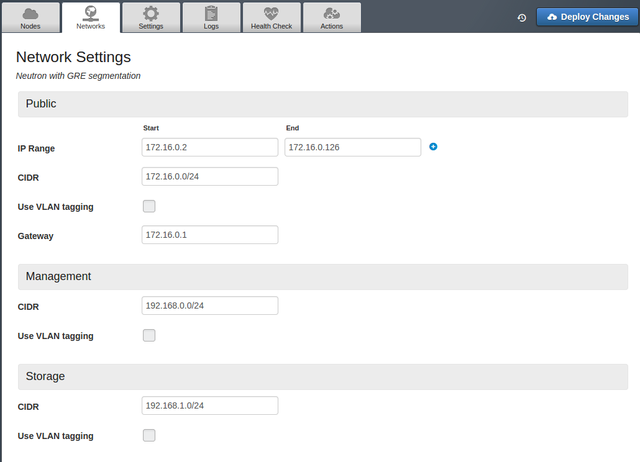 Nodes Networks Settings Logs Health Check Actions Deploy Changes
Network Settings
Neutron with GRE segmentation
Public
Start End
IP Range 172.16.0.2 172.16.0.126
CIDR 172.16.0.0/24
Use VLAN tagging
Gateway 172.16.0.1
Management
CIDR 192.168.0.0/24
Use VLAN tagging
Storage
CIDR 192.168.1.0/24
Use VLAN tagging